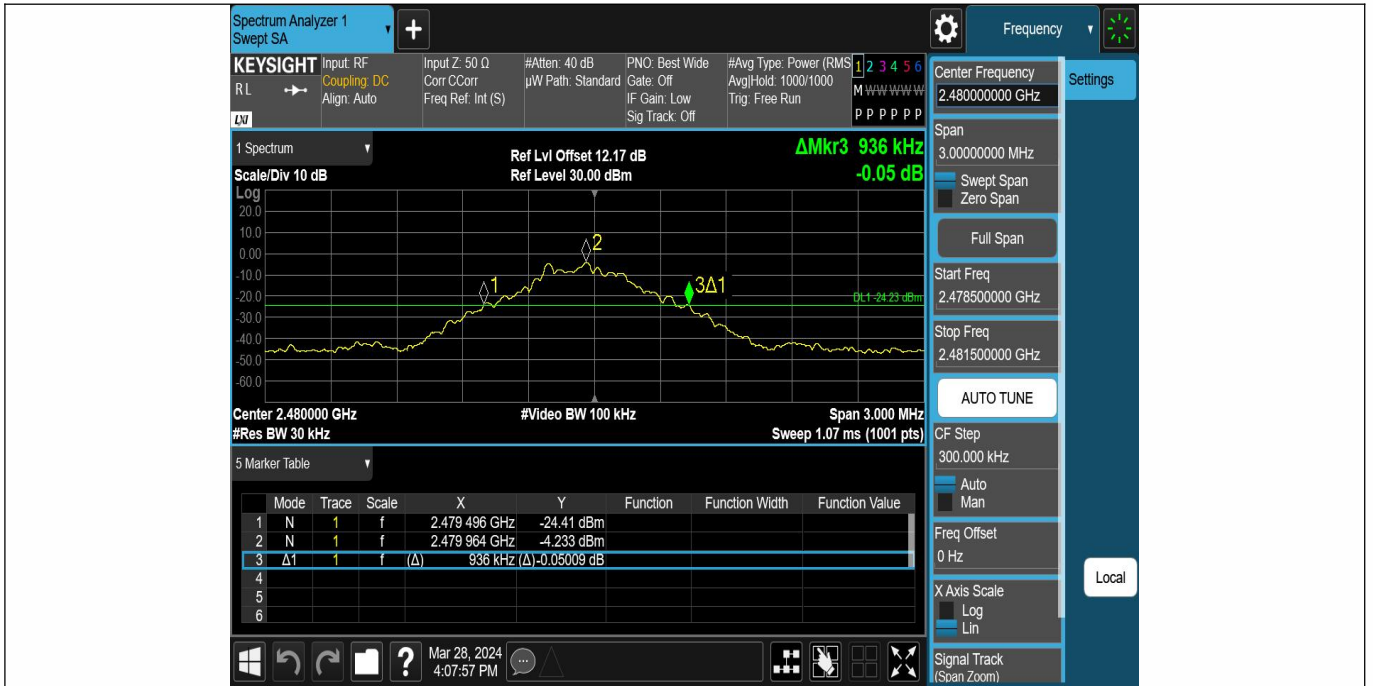 Spectrum Analyzer 1
Swept SA
+
Frequency
KEYSIGHT
RL
LXI
Input: RF
Coupling: DC
Align: Auto
Input Z: 50 Ω
Corr CCorr
Freq Ref: Int (S)
#Atten: 40 dB
µW Path: Standard
PNO: Best Wide
Gate: Off
IF Gain: Low
Sig Track: Off
#Avg Type: Power (RMS
Avg|Hold: 1000/1000
Trig: Free Run
1 2 3 4 5 6
M W W W W W
P P P P P P
1 Spectrum
Scale/Div 10 dB
Ref Lvl Offset 12.17 dB
Ref Level 30.00 dBm
ΔMkr3 936 kHz
-0.05 dB
Log
20.0
10.0
0.00
-10.0
-20.0
-30.0
-40.0
-50.0
-60.0
1
2
3Δ1
DL1 -24.23 dBm
Center 2.480000 GHz
#Res BW 30 kHz
#Video BW 100 kHz
Span 3.000 MHz
Sweep 1.07 ms (1001 pts)
5 Marker Table
Mode Trace Scale X Y Function Function Width Function Value
1 N 1 f 2.479 496 GHz -24.41 dBm
2 N 1 f 2.479 964 GHz -4.233 dBm
3 Δ1 1 f (Δ) 936 kHz (Δ) -0.05009 dB
4
5
6
?
Mar 28, 2024
4:07:57 PM
Center Frequency
2.480000000 GHz
Settings
Span
3.00000000 MHz
Swept Span
Zero Span
Full Span
Start Freq
2.478500000 GHz
Stop Freq
2.481500000 GHz
AUTO TUNE
CF Step
300.000 kHz
Auto
Man
Freq Offset
0 Hz
X Axis Scale
Log
Lin
Local
Signal Track
(Span Zoom)